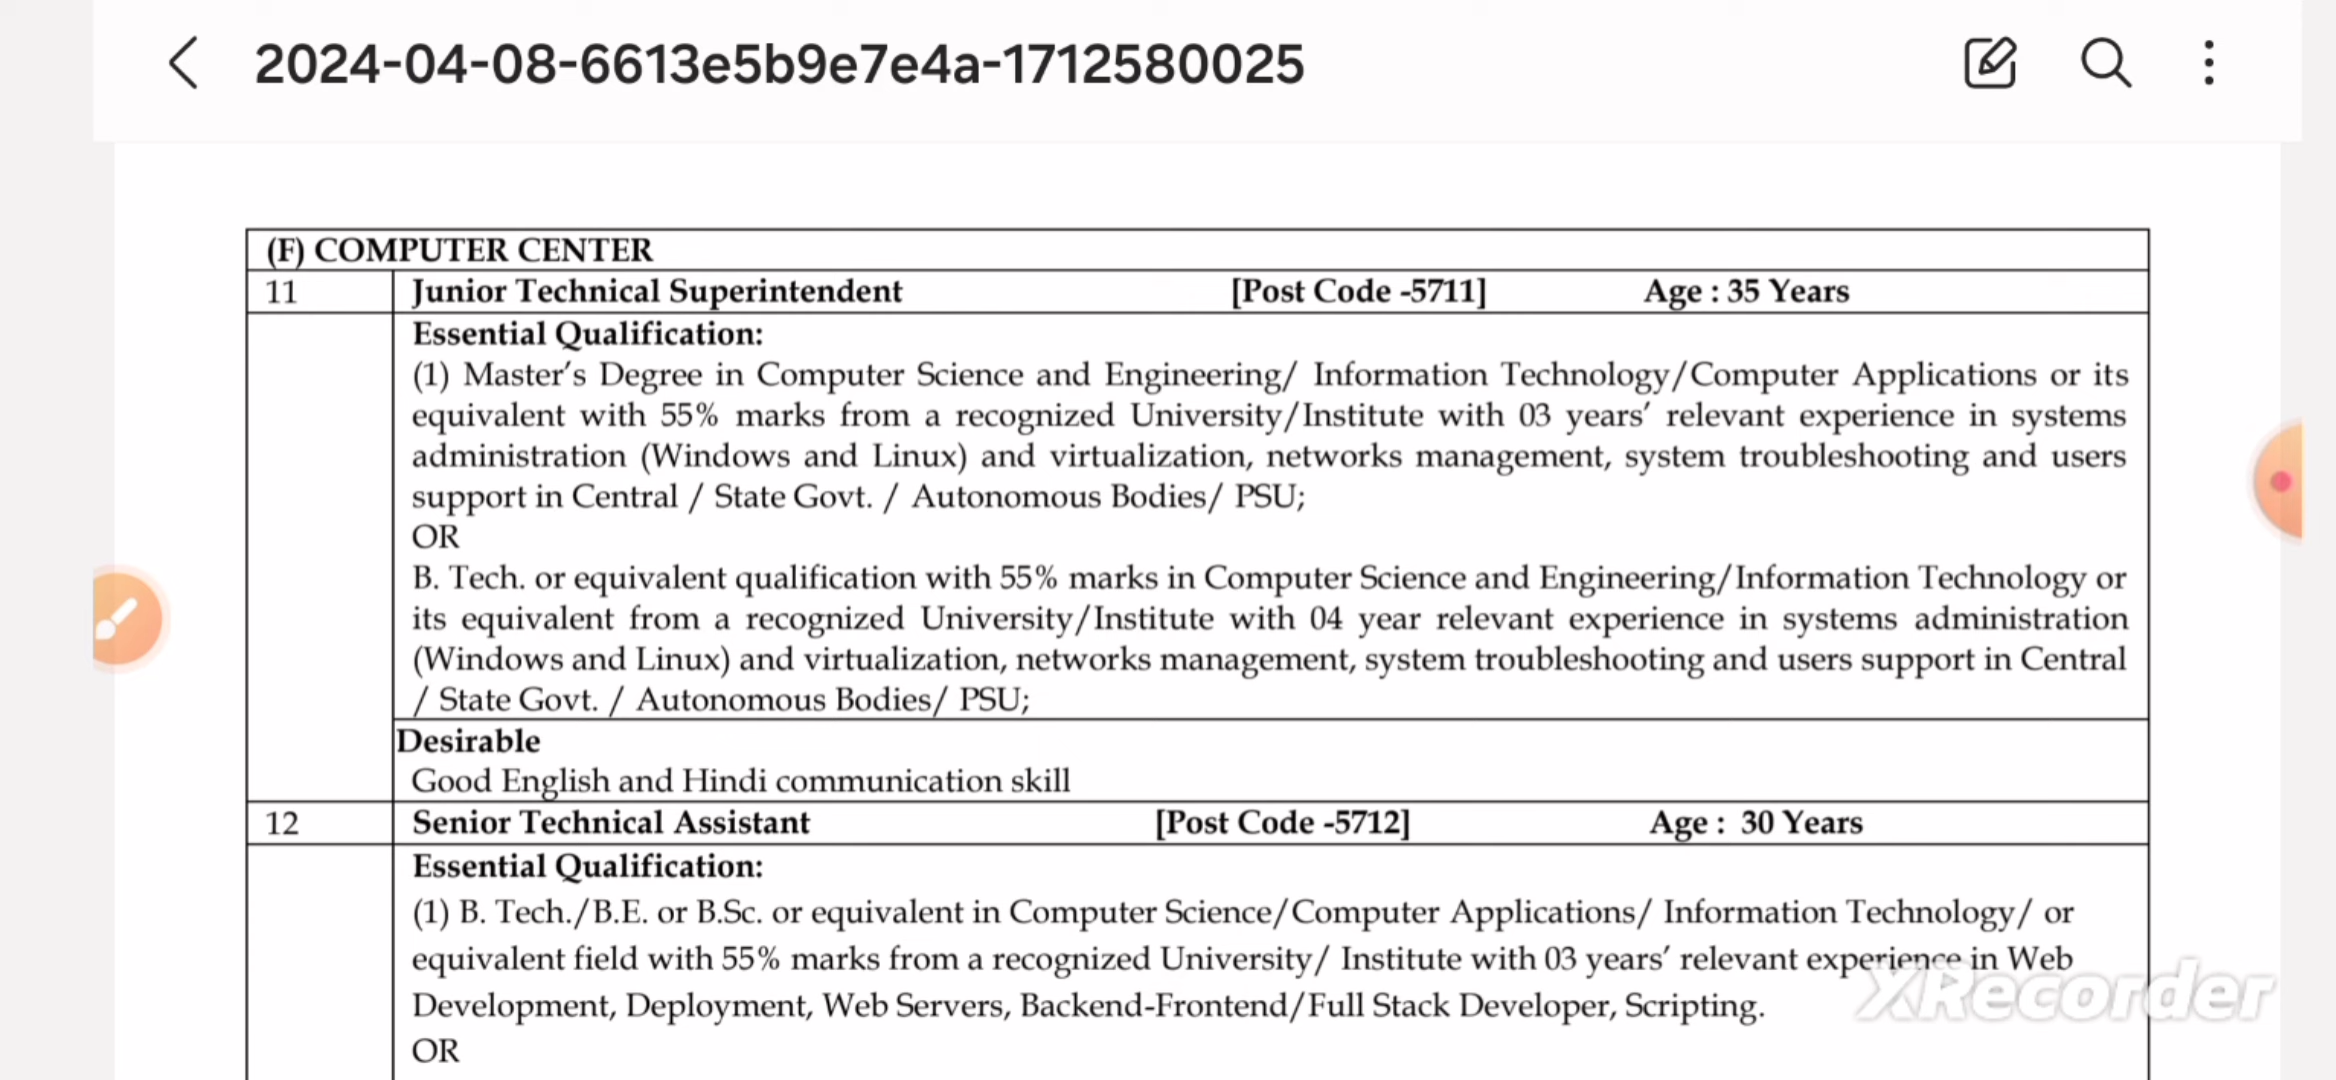 2024-04-08-6613e5b9e7e4a-1712580025
(F) COMPUTER CENTER
11 Junior Technical Superintendent [Post Code -5711] Age : 35 Years
Essential Qualification:
(1) Master's Degree in Computer Science and Engineering/ Information Technology/Computer Applications or its
equivalent with 55% marks from a recognized University/Institute with 03 years' relevant experience in systems
administration (Windows and Linux) and virtualization, networks management, system troubleshooting and users
support in Central / State Govt. / Autonomous Bodies/ PSU;
OR
B. Tech. or equivalent qualification with 55% marks in Computer Science and Engineering/Information Technology or
its equivalent from a recognized University/Institute with 04 year relevant experience in systems administration
(Windows and Linux) and virtualization, networks management, system troubleshooting and users support in Central
/ State Govt. / Autonomous Bodies/ PSU;
Desirable
Good English and Hindi communication skill
12 Senior Technical Assistant [Post Code -5712] Age : 30 Years
Essential Qualification:
(1) B. Tech./B.E. or B.Sc. or equivalent in Computer Science/Computer Applications/ Information Technology/ or
equivalent field with 55% marks from a recognized University/ Institute with 03 years' relevant experience in Web
Development, Deployment, Web Servers, Backend-Frontend/Full Stack Developer, Scripting.
XRecorder
OR